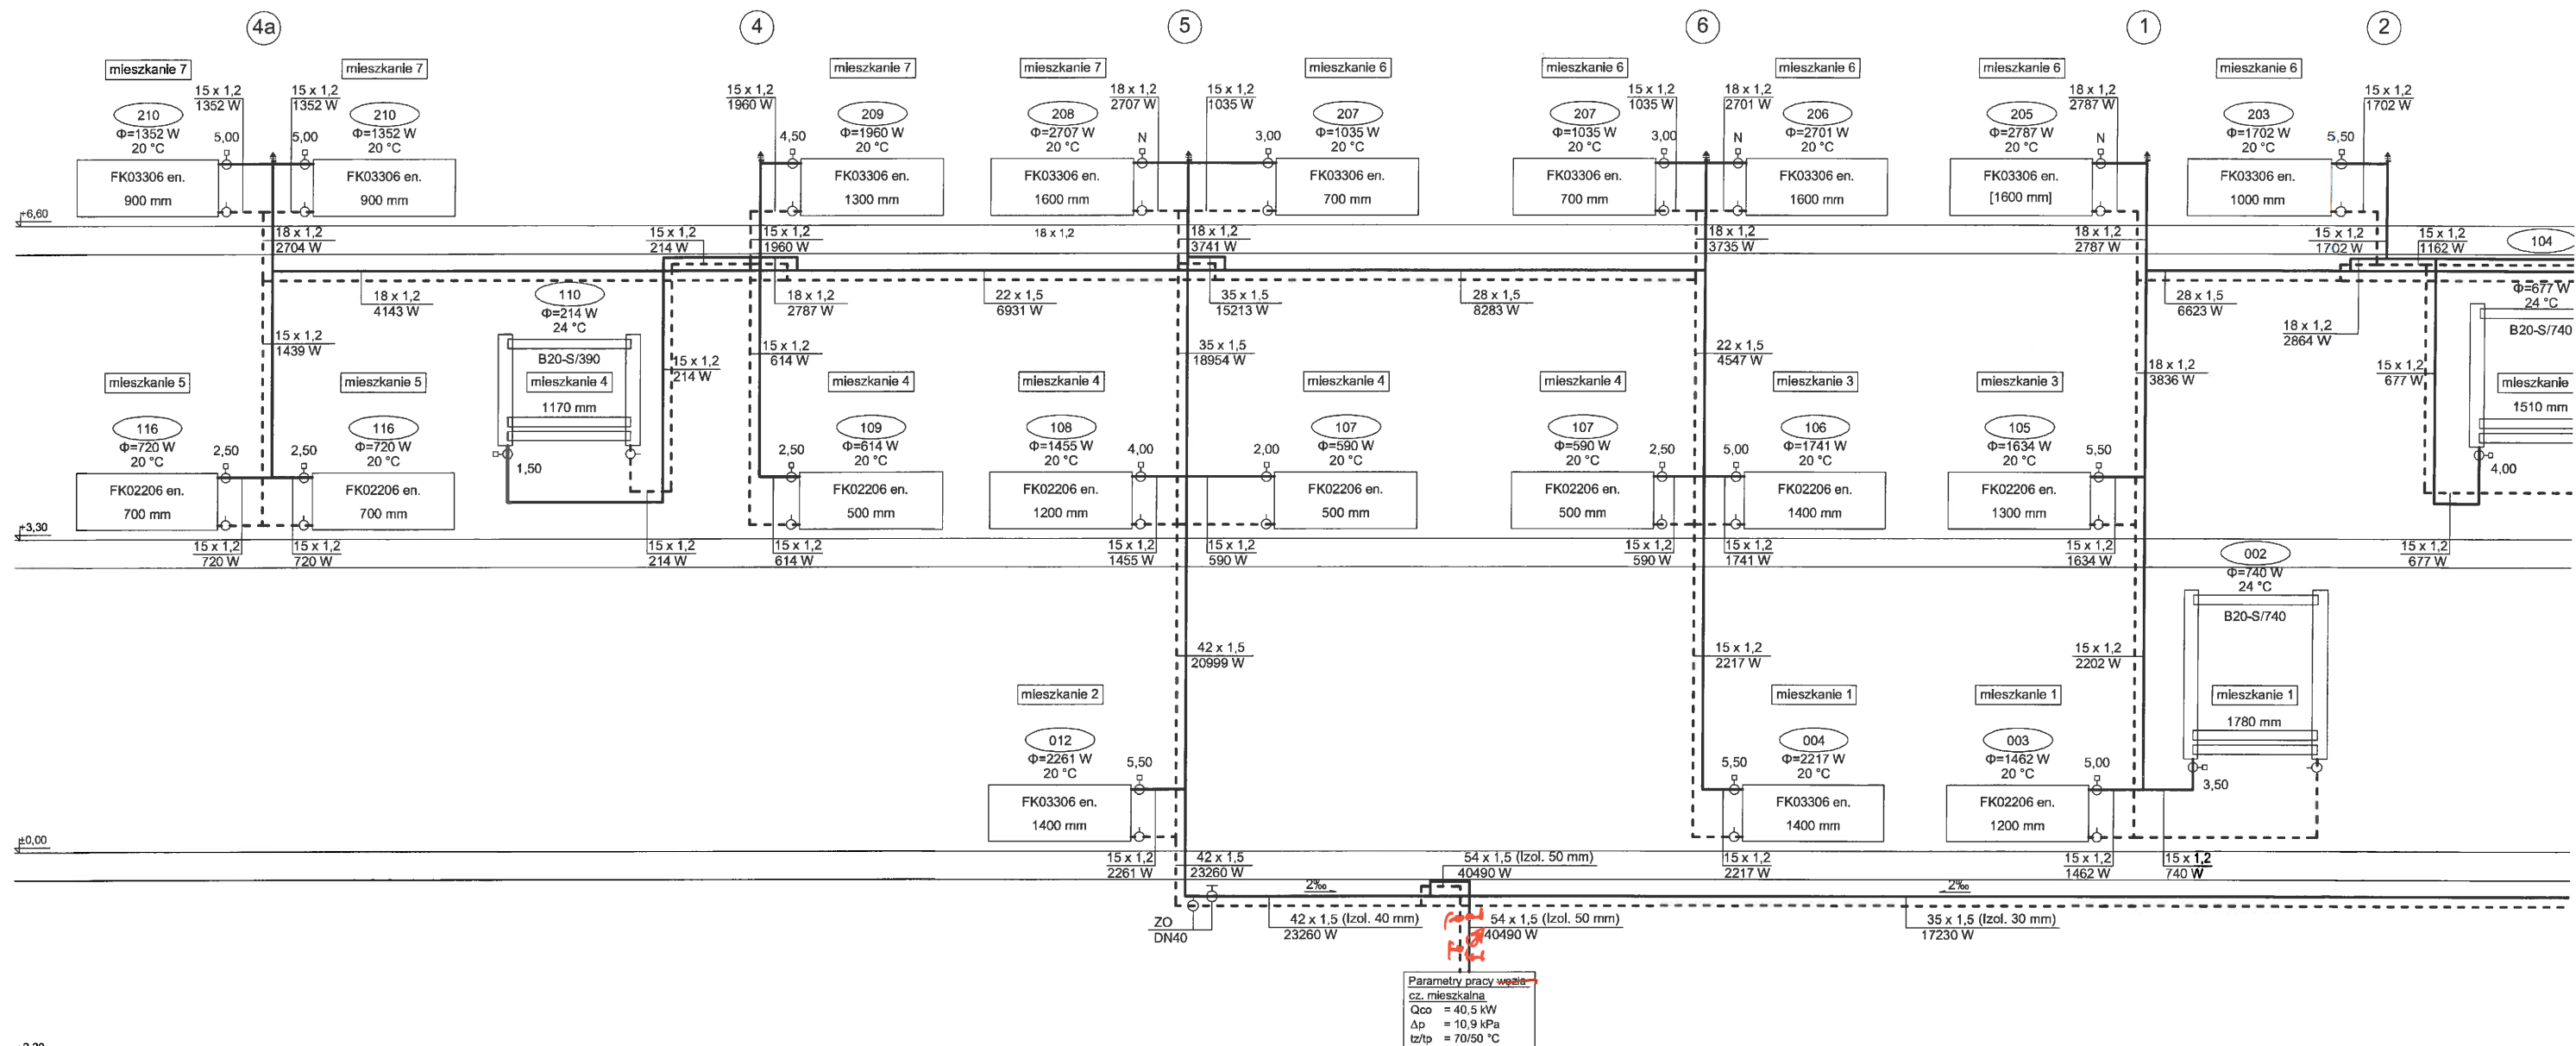 4a
4
5
6
1
2
mieszkanie 7
mieszkanie 7
mieszkanie 7
mieszkanie 7
mieszkanie 6
mieszkanie 6
mieszkanie 6
mieszkanie 6
mieszkanie 6
15 x 1,2
1352 W
15 x 1,2
1352 W
15 x 1,2
1960 W
18 x 1,2
2707 W
15 x 1,2
1035 W
15 x 1,2
1035 W
18 x 1,2
2701 W
18 x 1,2
2787 W
15 x 1,2
1702 W
210
Φ=1352 W
20 °C
5,00
FK03306 en.
900 mm
210
Φ=1352 W
20 °C
5,00
FK03306 en.
900 mm
209
Φ=1960 W
20 °C
4,50
FK03306 en.
1300 mm
208
Φ=2707 W
20 °C
N
FK03306 en.
1600 mm
207
Φ=1035 W
20 °C
3,00
FK03306 en.
700 mm
207
Φ=1035 W
20 °C
3,00
FK03306 en.
700 mm
206
Φ=2701 W
20 °C
N
FK03306 en.
1600 mm
205
Φ=2787 W
20 °C
N
FK03306 en.
[1600 mm]
203
Φ=1702 W
20 °C
5,50
FK03306 en.
1000 mm
+6,60
18 x 1,2
2704 W
15 x 1,2
214 W
15 x 1,2
1960 W
18 x 1,2
18 x 1,2
3741 W
18 x 1,2
3735 W
18 x 1,2
2787 W
15 x 1,2
1702 W
15 x 1,2
1162 W
104
18 x 1,2
4143 W
18 x 1,2
2787 W
22 x 1,5
6931 W
35 x 1,5
15213 W
28 x 1,5
8283 W
28 x 1,5
6623 W
18 x 1,2
2864 W
110
Φ=214 W
24 °C
B20-S/390
mieszkanie 4
1170 mm
1,50
Φ=677 W
24 °C
B20-S/740
mieszkanie
1510 mm
4,00
15 x 1,2
1439 W
15 x 1,2
214 W
15 x 1,2
614 W
35 x 1,5
18954 W
22 x 1,5
4547 W
18 x 1,2
3836 W
15 x 1,2
677 W
mieszkanie 5
mieszkanie 5
mieszkanie 4
mieszkanie 4
mieszkanie 4
mieszkanie 4
mieszkanie 3
mieszkanie 3
116
Φ=720 W
20 °C
2,50
FK02206 en.
700 mm
116
Φ=720 W
20 °C
2,50
FK02206 en.
700 mm
109
Φ=614 W
20 °C
2,50
FK02206 en.
500 mm
108
Φ=1455 W
20 °C
4,00
FK02206 en.
1200 mm
107
Φ=590 W
20 °C
2,00
FK02206 en.
500 mm
107
Φ=590 W
20 °C
2,50
FK02206 en.
500 mm
106
Φ=1741 W
20 °C
5,00
FK02206 en.
1400 mm
105
Φ=1634 W
20 °C
5,50
FK02206 en.
1300 mm
+3,30
15 x 1,2
720 W
15 x 1,2
720 W
15 x 1,2
214 W
15 x 1,2
614 W
15 x 1,2
1455 W
15 x 1,2
590 W
15 x 1,2
590 W
15 x 1,2
1741 W
15 x 1,2
1634 W
15 x 1,2
677 W
002
Φ=740 W
24 °C
B20-S/740
mieszkanie 1
1780 mm
3,50
42 x 1,5
20999 W
15 x 1,2
2217 W
15 x 1,2
2202 W
mieszkanie 2
mieszkanie 1
mieszkanie 1
012
Φ=2261 W
20 °C
5,50
FK03306 en.
1400 mm
004
Φ=2217 W
20 °C
5,50
FK03306 en.
1400 mm
003
Φ=1462 W
20 °C
5,00
FK02206 en.
1200 mm
±0,00
15 x 1,2
2261 W
42 x 1,5
23260 W
54 x 1,5 (Izol. 50 mm)
40490 W
15 x 1,2
2217 W
15 x 1,2
1462 W
15 x 1,2
740 W
2‰
2‰
ZO
DN40
42 x 1,5 (Izol. 40 mm)
23260 W
54 x 1,5 (Izol. 50 mm)
40490 W
35 x 1,5 (Izol. 30 mm)
17230 W
Parametry pracy węzła
cz. mieszkalna
Qco = 40,5 kW
Δp = 10,9 kPa
tz/tp = 70/50 °C